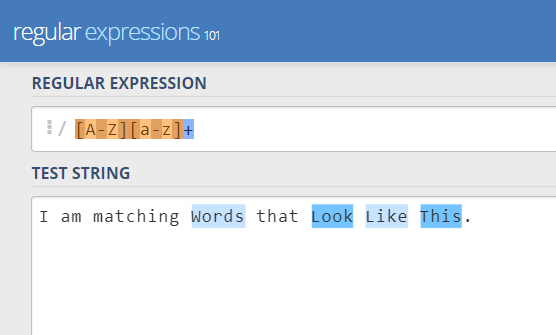 regular expressions 101
REGULAR EXPRESSION
/ [A-Z][a-z]+
TEST STRING
I am matching Words that Look Like This.